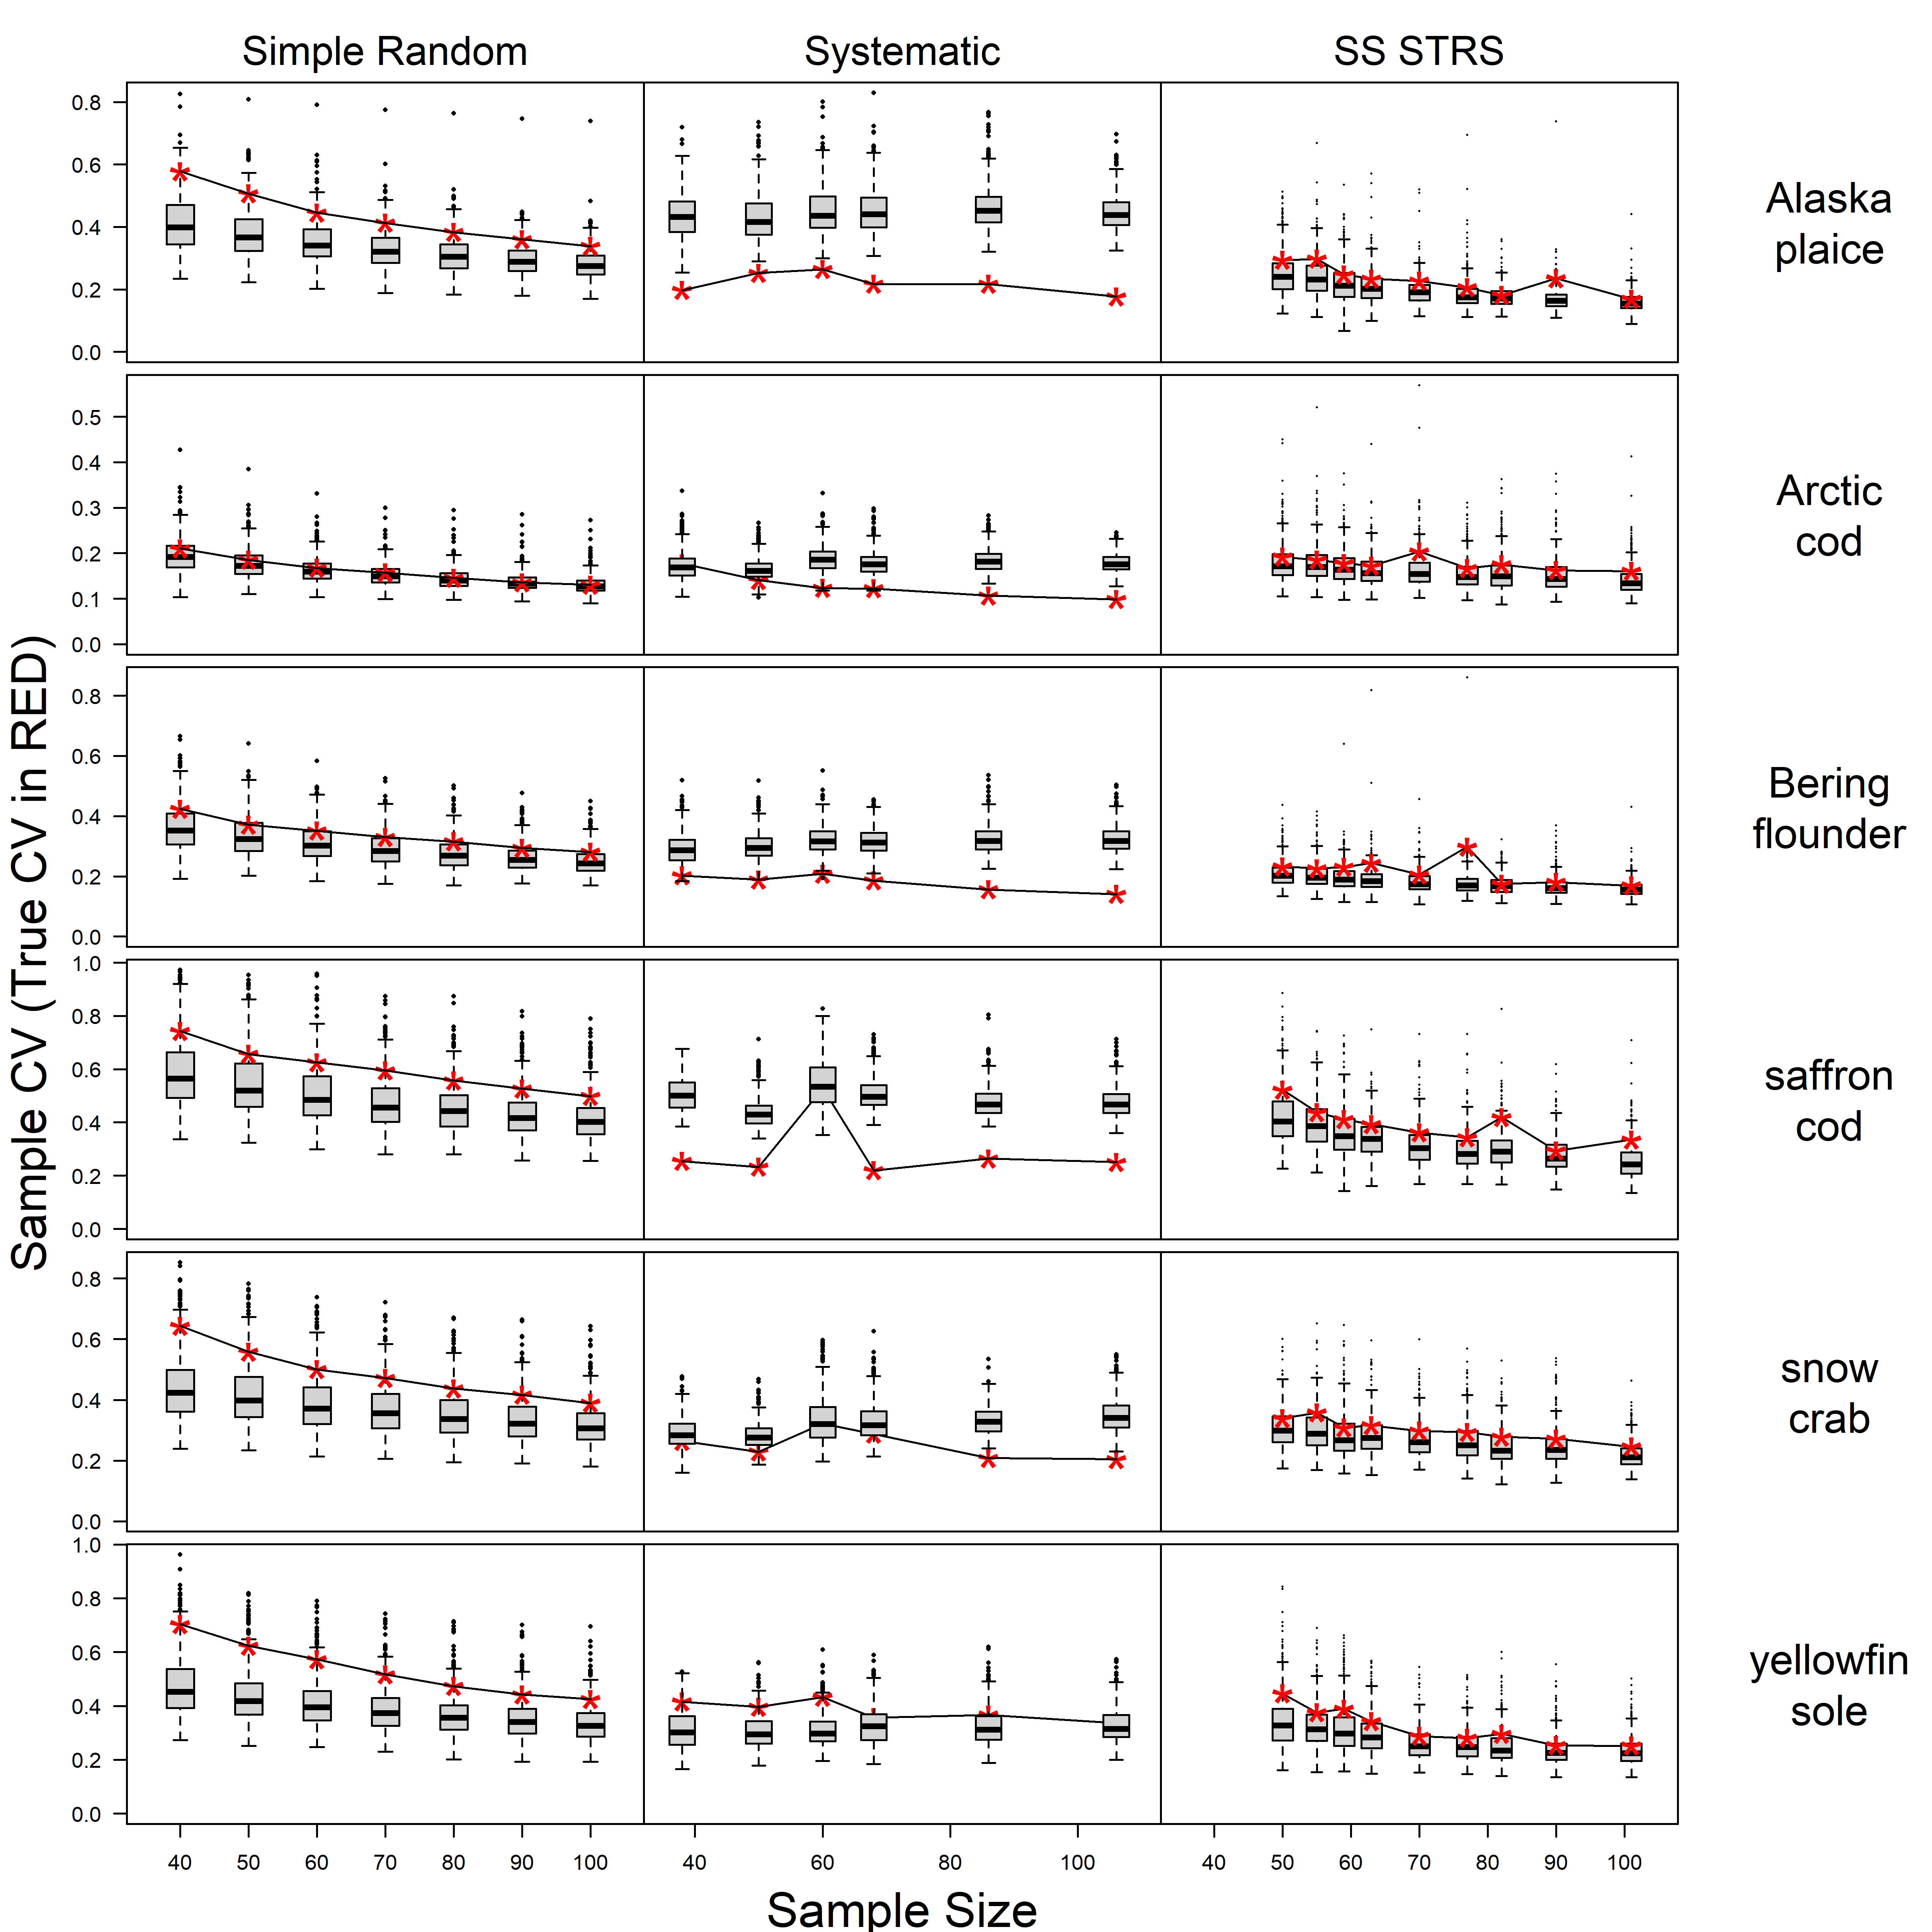 Simple Random
Systematic
SS STRS
0.8
0.6
0.4
0.2
0.0
Alaska
plaice
0.5
0.4
0.3
0.2
0.1
0.0
Arctic
cod
0.8
0.6
0.4
0.2
0.0
Bering
flounder
1.0
0.8
0.6
0.4
0.2
0.0
saffron
cod
0.8
0.6
0.4
0.2
0.0
snow
crab
1.0
0.8
0.6
0.4
0.2
0.0
yellowfin
sole
Sample CV (True CV in RED)
40 50 60 70 80 90 100 40 60 80 100 40 50 60 70 80 90 100
Sample Size